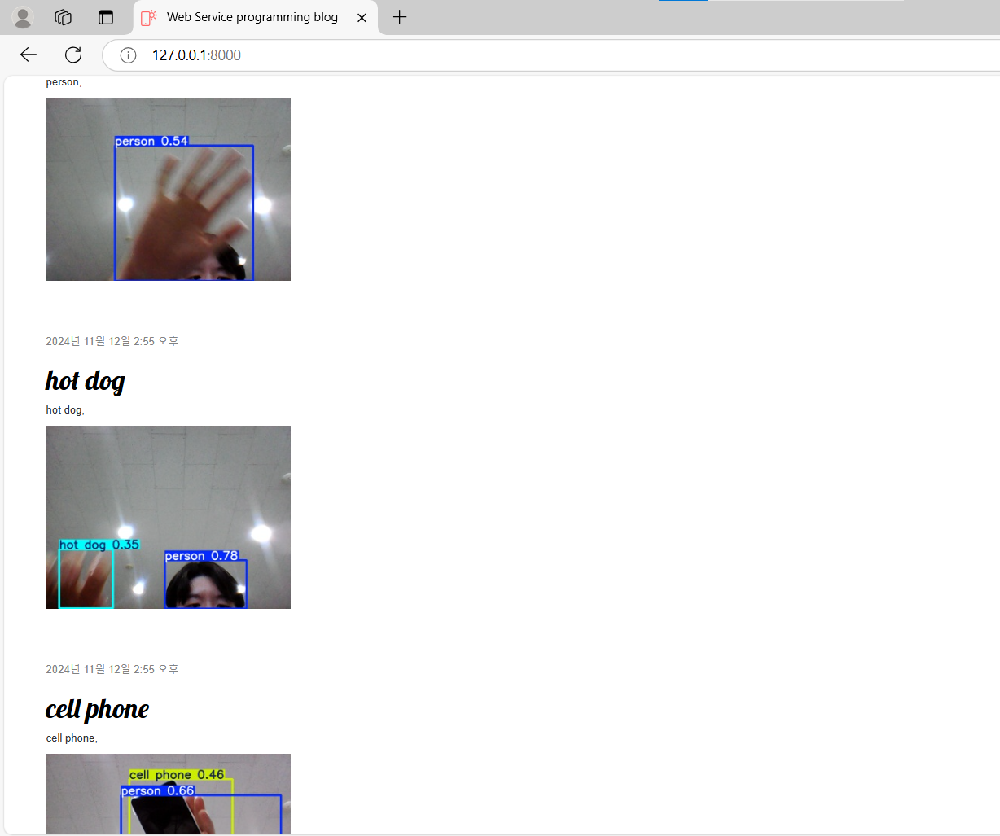 Web Service programming blog
127.0.0.1:8000
person,
person 0.54
2024년 11월 12일 2:55 오후
hot dog
hot dog,
hot dog 0.35
person 0.78
2024년 11월 12일 2:55 오후
cell phone
cell phone,
cell phone 0.46
person 0.66